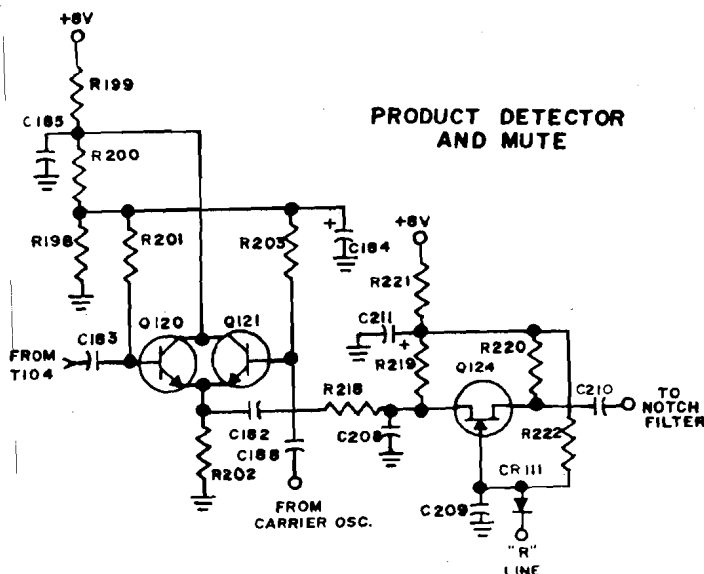 +8V
R199
C185
PRODUCT DETECTOR
AND MUTE
R200
+8V
R198
R201
R203
+
C184
R221
C211
+
C183
Q120
Q121
R219
Q124
R220
FROM
T104
R218
C210
TO
NOTCH
FILTER
C182
C208
R222
C188
R202
CR111
FROM
CARRIER OSC.
C209
"R"
LINE